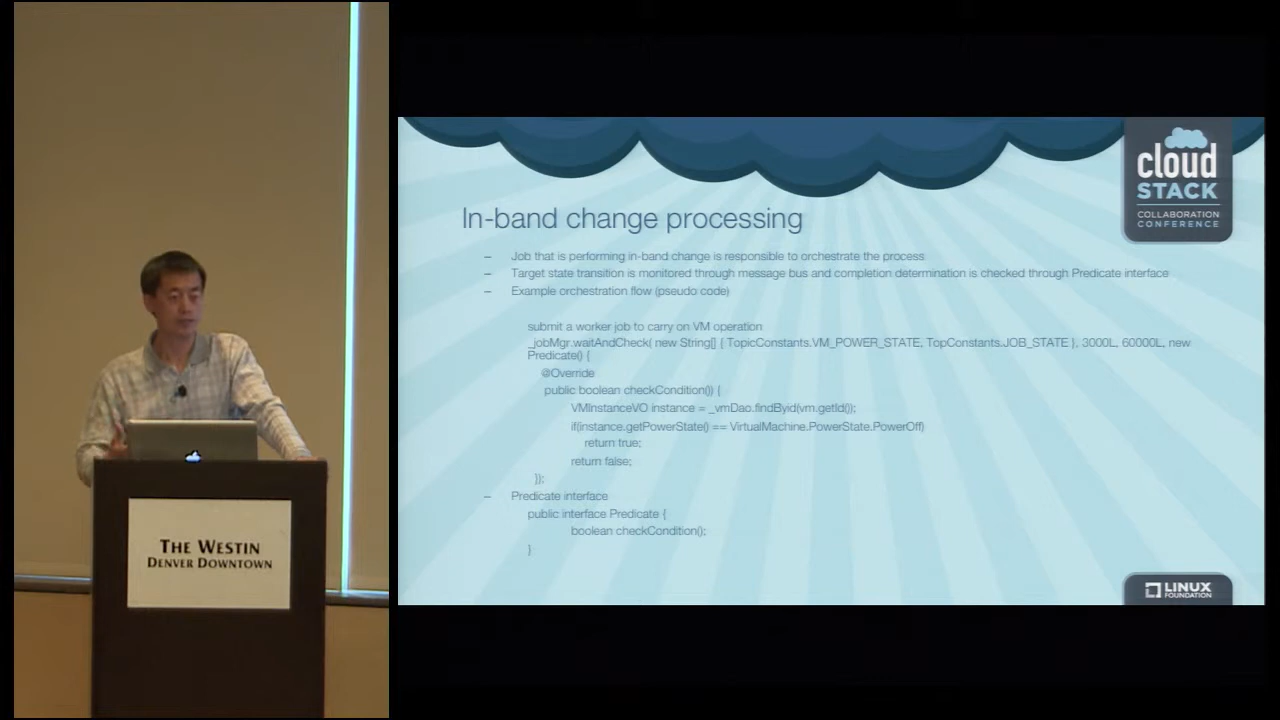 THE WESTIN
DENVER DOWNTOWN
cloud
STACK
COLLABORATION
CONFERENCE
In-band change processing
– Job that is performing in-band change is responsible to orchestrate the process
– Target state transition is monitored through message bus and completion determination is checked through Predicate interface
– Example orchestration flow (pseudo code)
submit a worker job to carry on VM operation
_jobMgr.waitAndCheck( new String[] { TopicConstants.VM_POWER_STATE, TopConstants.JOB_STATE }, 3000L, 60000L, new
Predicate() {
@Override
public boolean checkCondition()) {
VMInstanceVO instance = _vmDao.findByid(vm.getId());
if(instance.getPowerState() == VirtualMachine.PowerState.PowerOff)
return true;
return false;
});
– Predicate interface
public interface Predicate {
boolean checkCondition();
}
LINUX
FOUNDATION